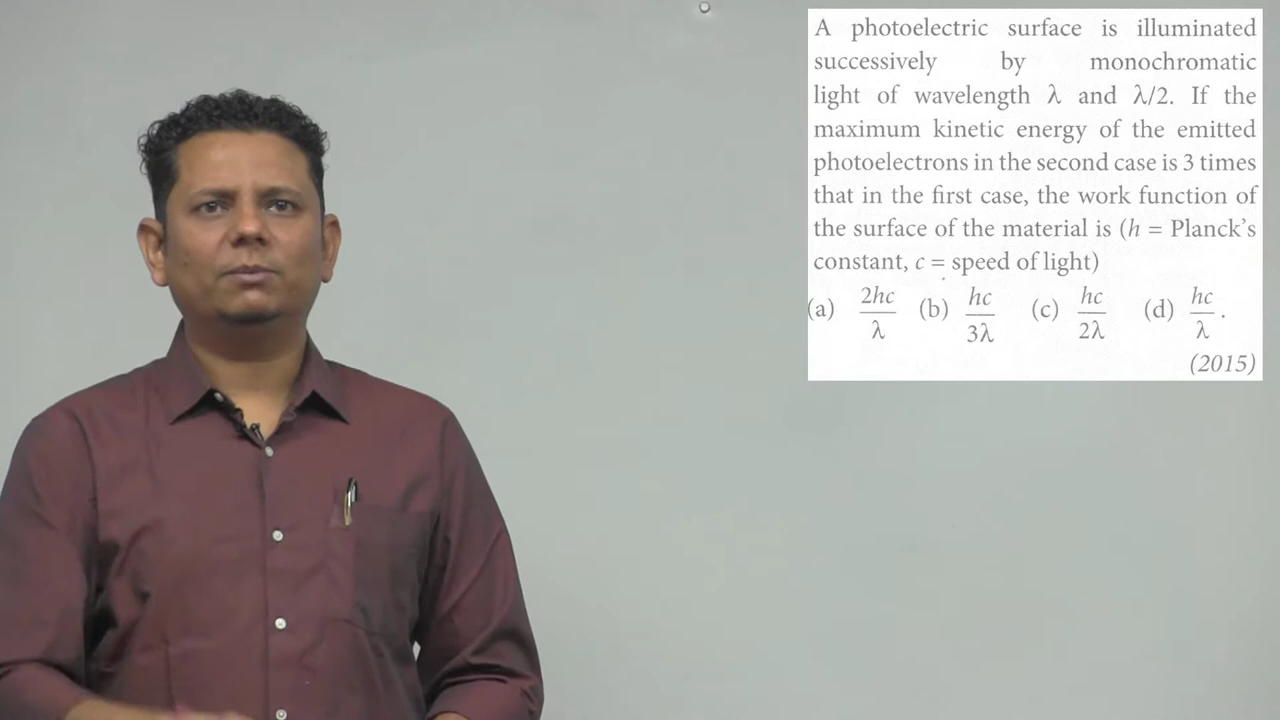 A photoelectric surface is illuminated
successively by monochromatic
light of wavelength λ and λ/2. If the
maximum kinetic energy of the emitted
photoelectrons in the second case is 3 times
that in the first case, the work function of
the surface of the material is (h = Planck's
constant, c = speed of light)
(a) 2hc/λ (b) hc/3λ (c) hc/2λ (d) hc/λ .
(2015)